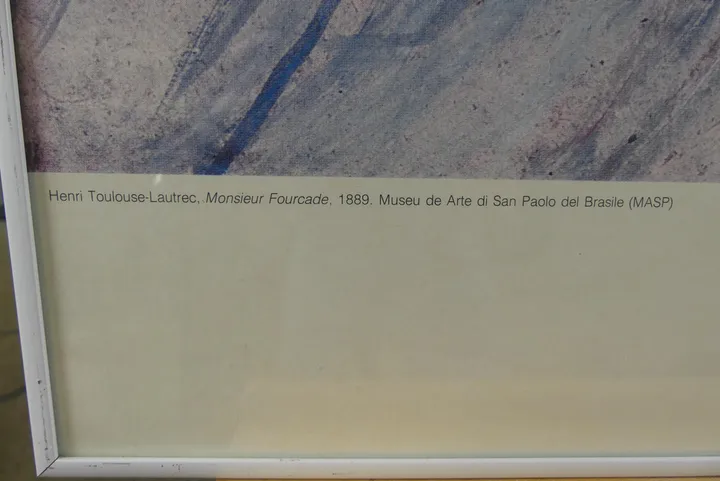 Henri Toulouse-Lautrec, Monsieur Fourcade, 1889. Museu de Arte di San Paolo del Brasile (MASP)